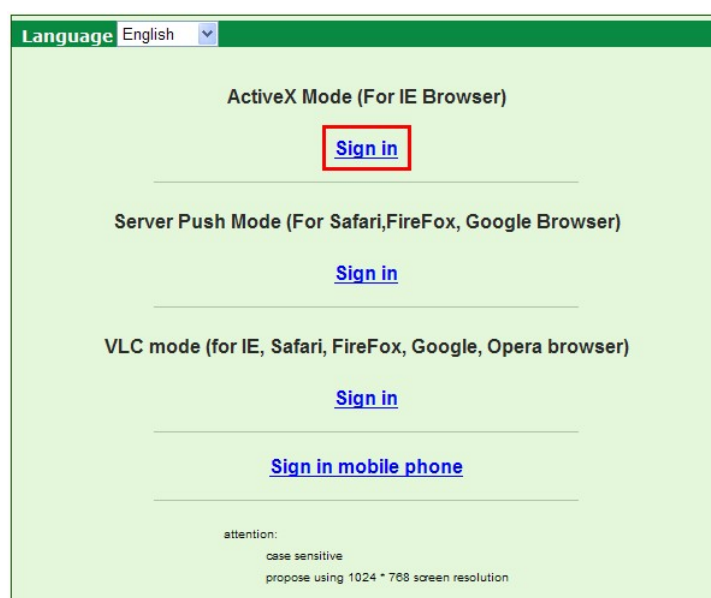 Language English
ActiveX Mode (For IE Browser)
Sign in
Server Push Mode (For Safari,FireFox, Google Browser)
Sign in
VLC mode (for IE, Safari, FireFox, Google, Opera browser)
Sign in
Sign in mobile phone
attention:
case sensitive
propose using 1024 * 768 screen resolution